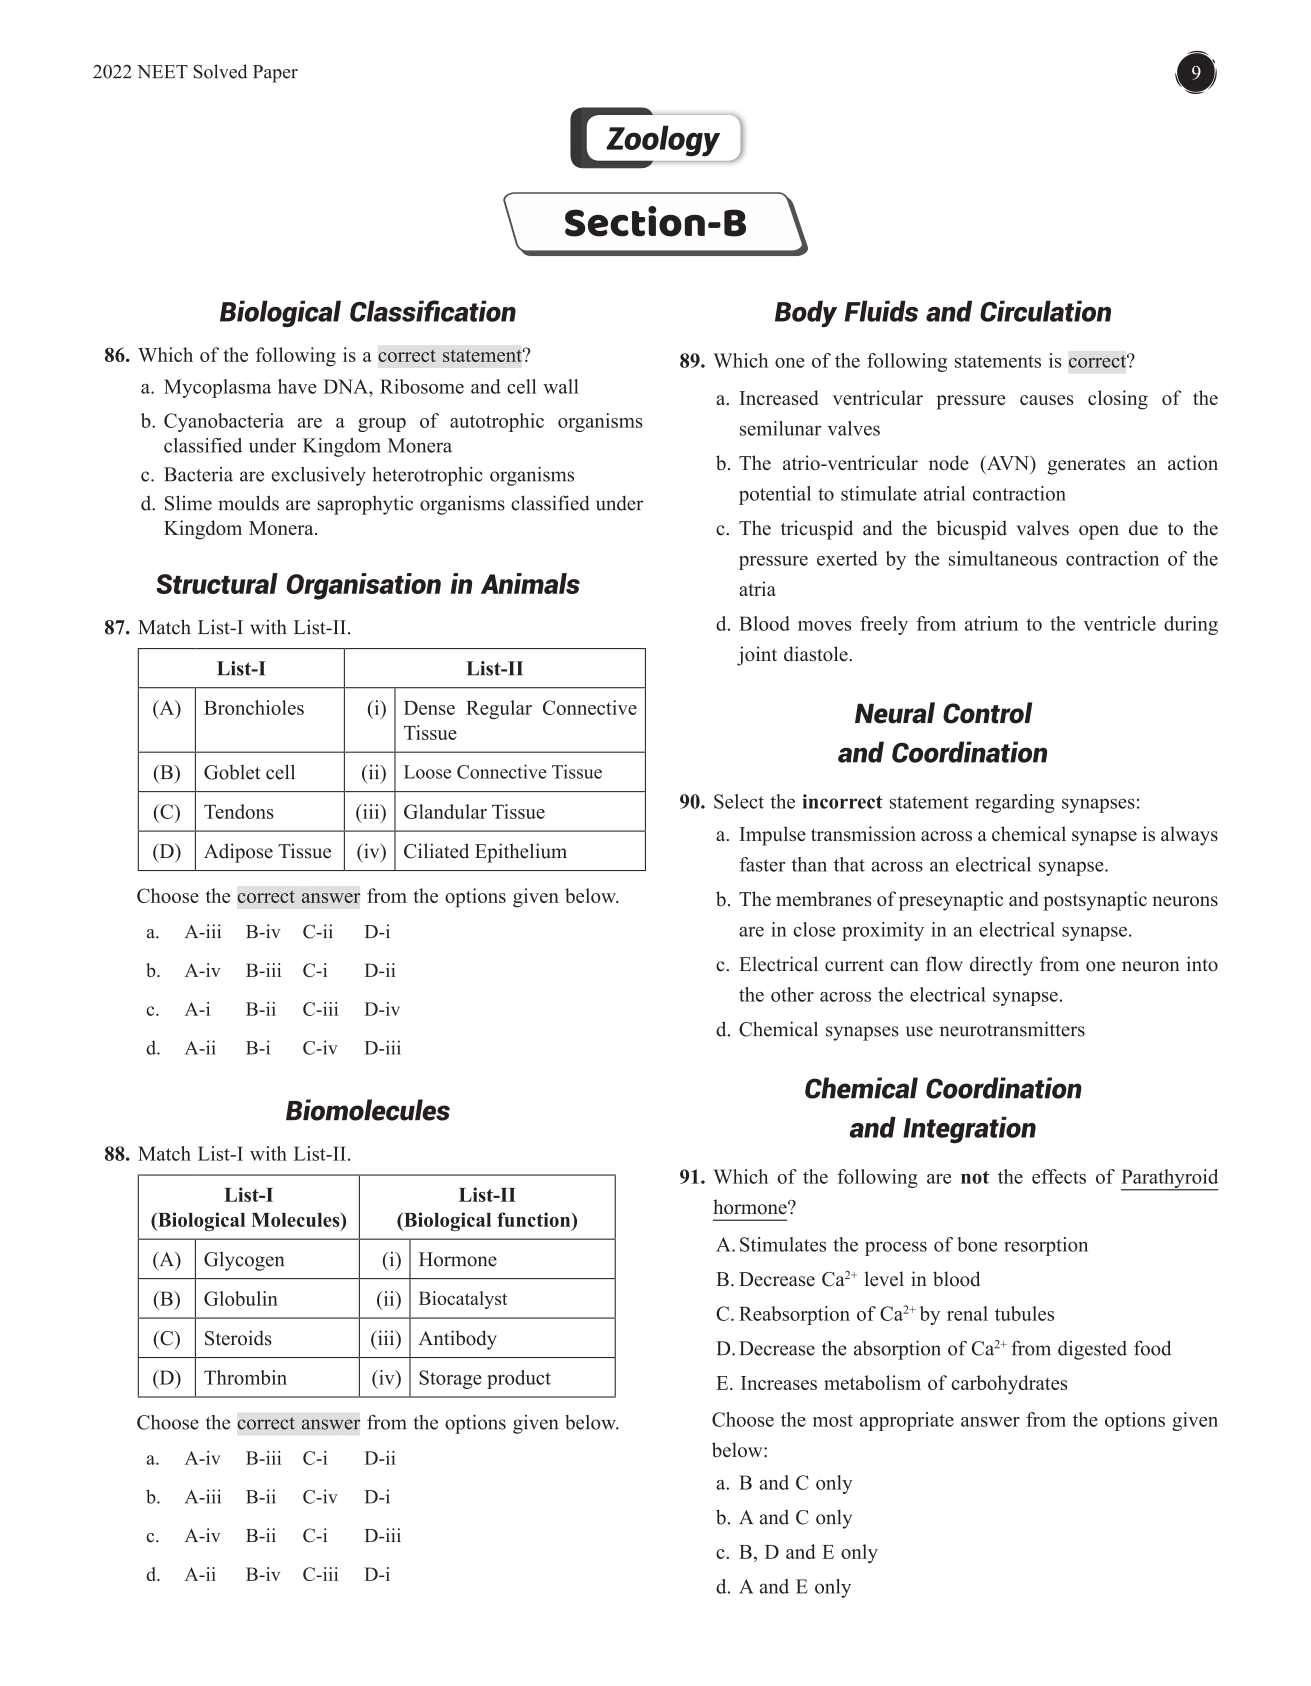 2022 NEET Solved Paper
9
Zoology
Section-B
Biological Classification
86. Which of the following is a correct statement?
a. Mycoplasma have DNA, Ribosome and cell wall
b. Cyanobacteria are a group of autotrophic organisms
classified under Kingdom Monera
c. Bacteria are exclusively heterotrophic organisms
d. Slime moulds are saprophytic organisms classified under
Kingdom Monera.
Structural Organisation in Animals
87. Match List-I with List-II.
List-I List-II
(A) Bronchioles (i) Dense Regular Connective
Tissue
(B) Goblet cell (ii) Loose Connective Tissue
(C) Tendons (iii) Glandular Tissue
(D) Adipose Tissue (iv) Ciliated Epithelium
Choose the correct answer from the options given below.
a. A-iii B-iv C-ii D-i
b. A-iv B-iii C-i D-ii
c. A-i B-ii C-iii D-iv
d. A-ii B-i C-iv D-iii
Biomolecules
88. Match List-I with List-II.
List-I List-II
(Biological Molecules) (Biological function)
(A) Glycogen (i) Hormone
(B) Globulin (ii) Biocatalyst
(C) Steroids (iii) Antibody
(D) Thrombin (iv) Storage product
Choose the correct answer from the options given below.
a. A-iv B-iii C-i D-ii
b. A-iii B-ii C-iv D-i
c. A-iv B-ii C-i D-iii
d. A-ii B-iv C-iii D-i
Body Fluids and Circulation
89. Which one of the following statements is correct?
a. Increased ventricular pressure causes closing of the
semilunar valves
b. The atrio-ventricular node (AVN) generates an action
potential to stimulate atrial contraction
c. The tricuspid and the bicuspid valves open due to the
pressure exerted by the simultaneous contraction of the
atria
d. Blood moves freely from atrium to the ventricle during
joint diastole.
Neural Control
and Coordination
90. Select the incorrect statement regarding synapses:
a. Impulse transmission across a chemical synapse is always
faster than that across an electrical synapse.
b. The membranes of preseynaptic and postsynaptic neurons
are in close proximity in an electrical synapse.
c. Electrical current can flow directly from one neuron into
the other across the electrical synapse.
d. Chemical synapses use neurotransmitters
Chemical Coordination
and Integration
91. Which of the following are not the effects of Parathyroid
hormone?
A. Stimulates the process of bone resorption
B. Decrease Ca²⁺ level in blood
C. Reabsorption of Ca²⁺ by renal tubules
D. Decrease the absorption of Ca²⁺ from digested food
E. Increases metabolism of carbohydrates
Choose the most appropriate answer from the options given
below:
a. B and C only
b. A and C only
c. B, D and E only
d. A and E only